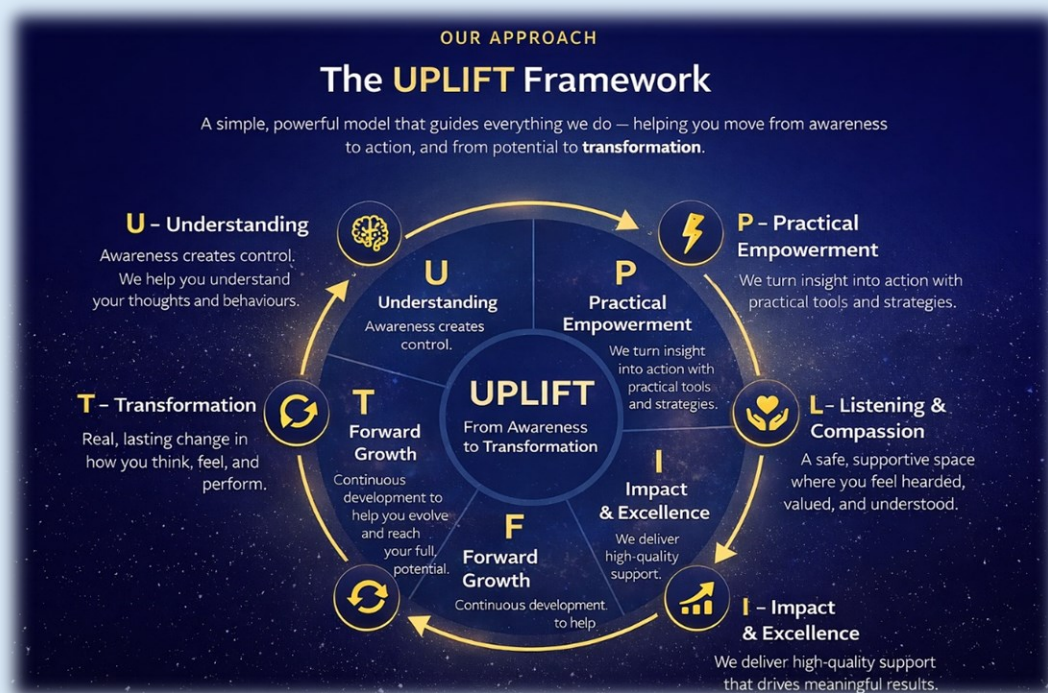 OUR APPROACH
The UPLIFT Framework
A simple, powerful model that guides everything we do — helping you move from awareness
to action, and from potential to transformation.
U – Understanding
Awareness creates control.
We help you understand
your thoughts and behaviours.
P – Practical
Empowerment
We turn insight into action with
practical tools and strategies.
L – Listening &
Compassion
A safe, supportive space
where you feel hearded,
valued, and understood.
I – Impact
& Excellence
We deliver high-quality support
that drives meaningful results.
T – Transformation
Real, lasting change in
how you think, feel, and
perform.
U
Understanding
Awareness creates
control.
P
Practical
Empowerment
We turn insight
into action with
practical tools
and strategies.
I
Impact
& Excellence
We deliver
high-quality
support.
F
Forward
Growth
Continuous development.
to help
T
Forward
Growth
Continuous
development to
help you evolve
and reach
your full,
potential.
UPLIFT
From Awareness
to Transformation